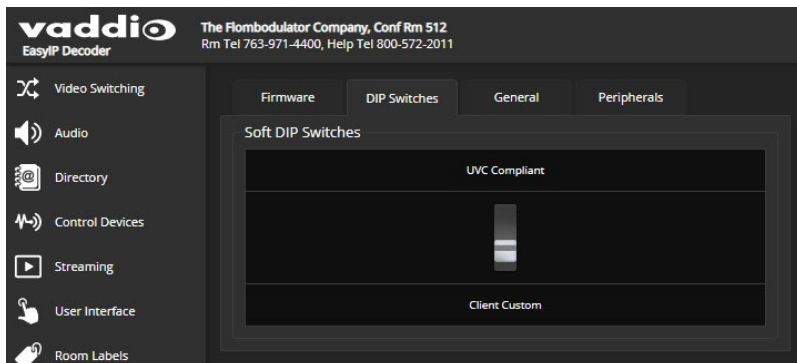 vaddio
EasyIP Decoder
The Flombodulator Company, Conf Rm 512
Rm Tel 763-971-4400, Help Tel 800-572-2011
Video Switching
Audio
Directory
Control Devices
Streaming
User Interface
Room Labels
Firmware
DIP Switches
General
Peripherals
Soft DIP Switches
UVC Compliant
Client Custom